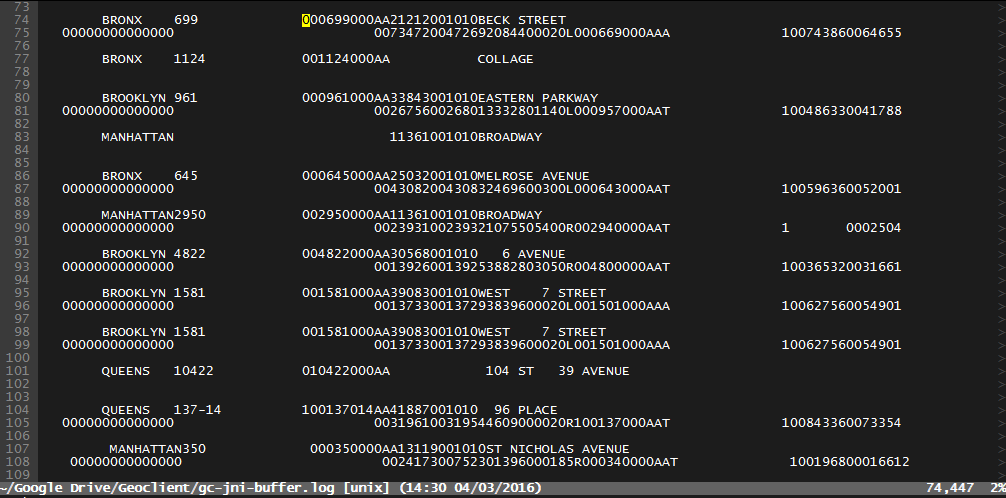 73
74 BRONX 699 000699000AA21212001010BECK STREET
75 00000000000000 007347200472692084400020L000669000AAA 100743860064655
76
77 BRONX 1124 001124000AA COLLAGE
78
79
80 BROOKLYN 961 000961000AA33843001010EASTERN PARKWAY
81 00000000000000 002675600268013332801140L000957000AAT 100486330041788
82
83 MANHATTAN 11361001010BROADWAY
84
85
86 BRONX 645 000645000AA25032001010MELROSE AVENUE
87 00000000000000 004308200430832469600300L000643000AAT 100596360052001
88
89 MANHATTAN2950 002950000AA11361001010BROADWAY
90 00000000000000 002393100239321075505400R002940000AAT 1 0002504
91
92 BROOKLYN 4822 004822000AA30568001010 6 AVENUE
93 00000000000000 001392600139253882803050R004800000AAT 100365320031661
94
95 BROOKLYN 1581 001581000AA39083001010WEST 7 STREET
96 00000000000000 001373300137293839600020L001501000AAA 100627560054901
97
98 BROOKLYN 1581 001581000AA39083001010WEST 7 STREET
99 00000000000000 001373300137293839600020L001501000AAA 100627560054901
100
101 QUEENS 10422 010422000AA 104 ST 39 AVENUE
102
103
104 QUEENS 137-14 100137014AA41887001010 96 PLACE
105 00000000000000 003196100319544609000020R100137000AAT 100843360073354
106
107 MANHATTAN350 000350000AA13119001010ST NICHOLAS AVENUE
108 00000000000000 002417300752301396000185R000340000AAT 100196800016612
109
~/Google Drive/Geoclient/gc-jni-buffer.log [unix] (14:30 04/03/2016) 74,447 2%